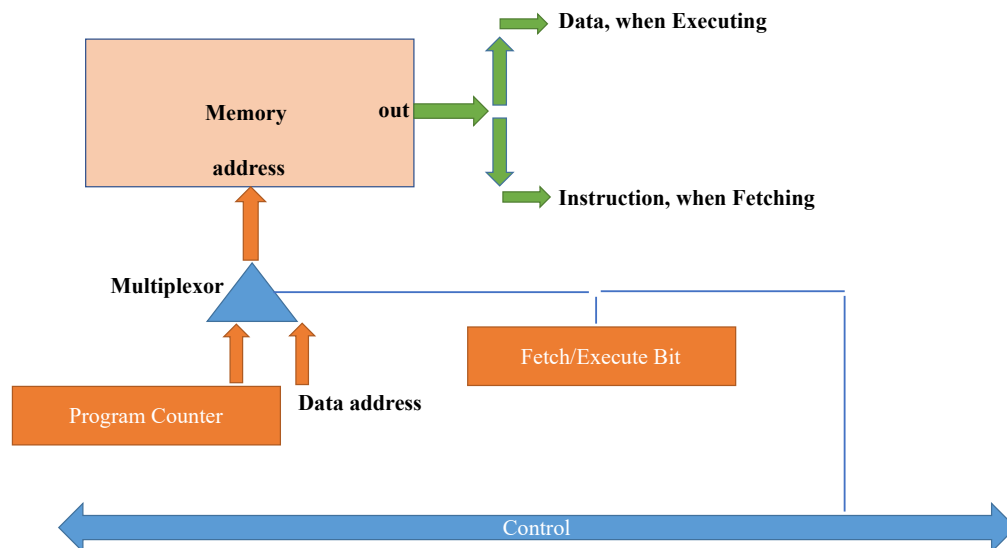 Data, when Executing
Memory
out
address
Instruction, when Fetching
Multiplexor
Fetch/Execute Bit
Data address
Program Counter
Control